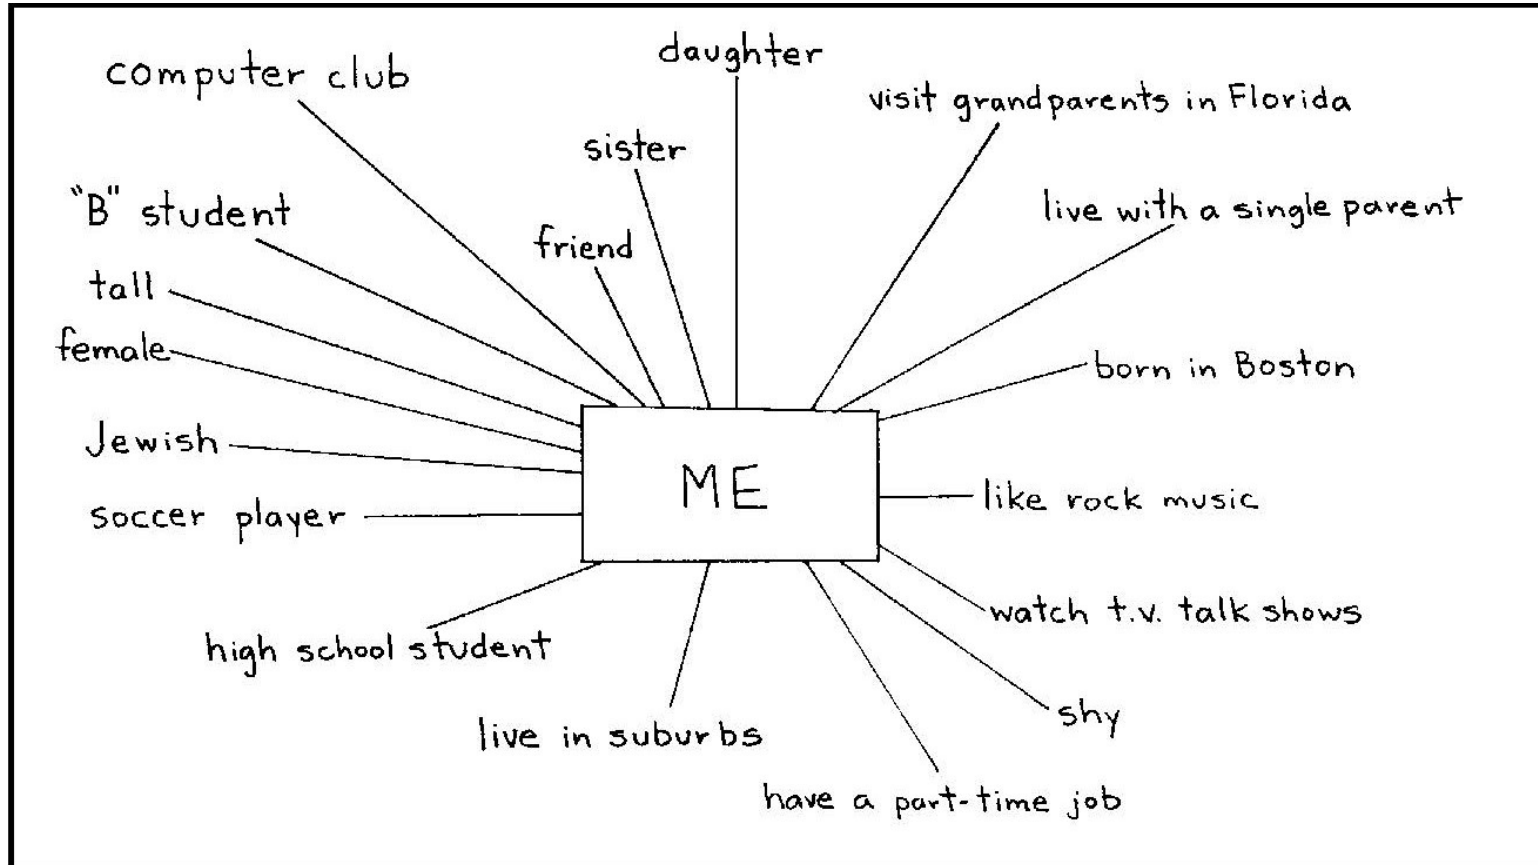 daughter
computer club
visit grandparents in Florida
sister
live with a single parent
"B" student
friend
tall
female
born in Boston
Jewish
ME
like rock music
soccer player
watch t.v. talk shows
high school student
shy
live in suburbs
have a part-time job